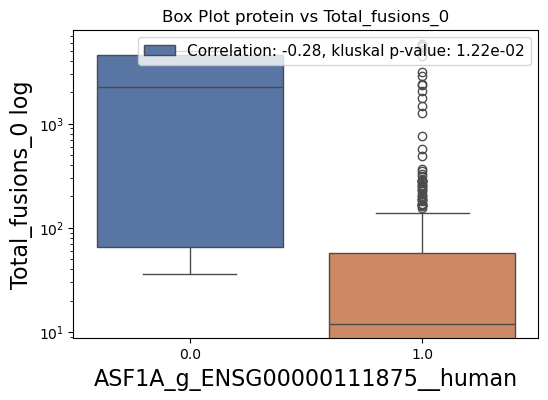 Box Plot protein vs Total_fusions_0
Correlation: -0.28, kluskal p-value: 1.22e-02
Total_fusions_0 log
10³
10²
10¹
0.0 1.0
ASF1A_g_ENSG00000111875__human